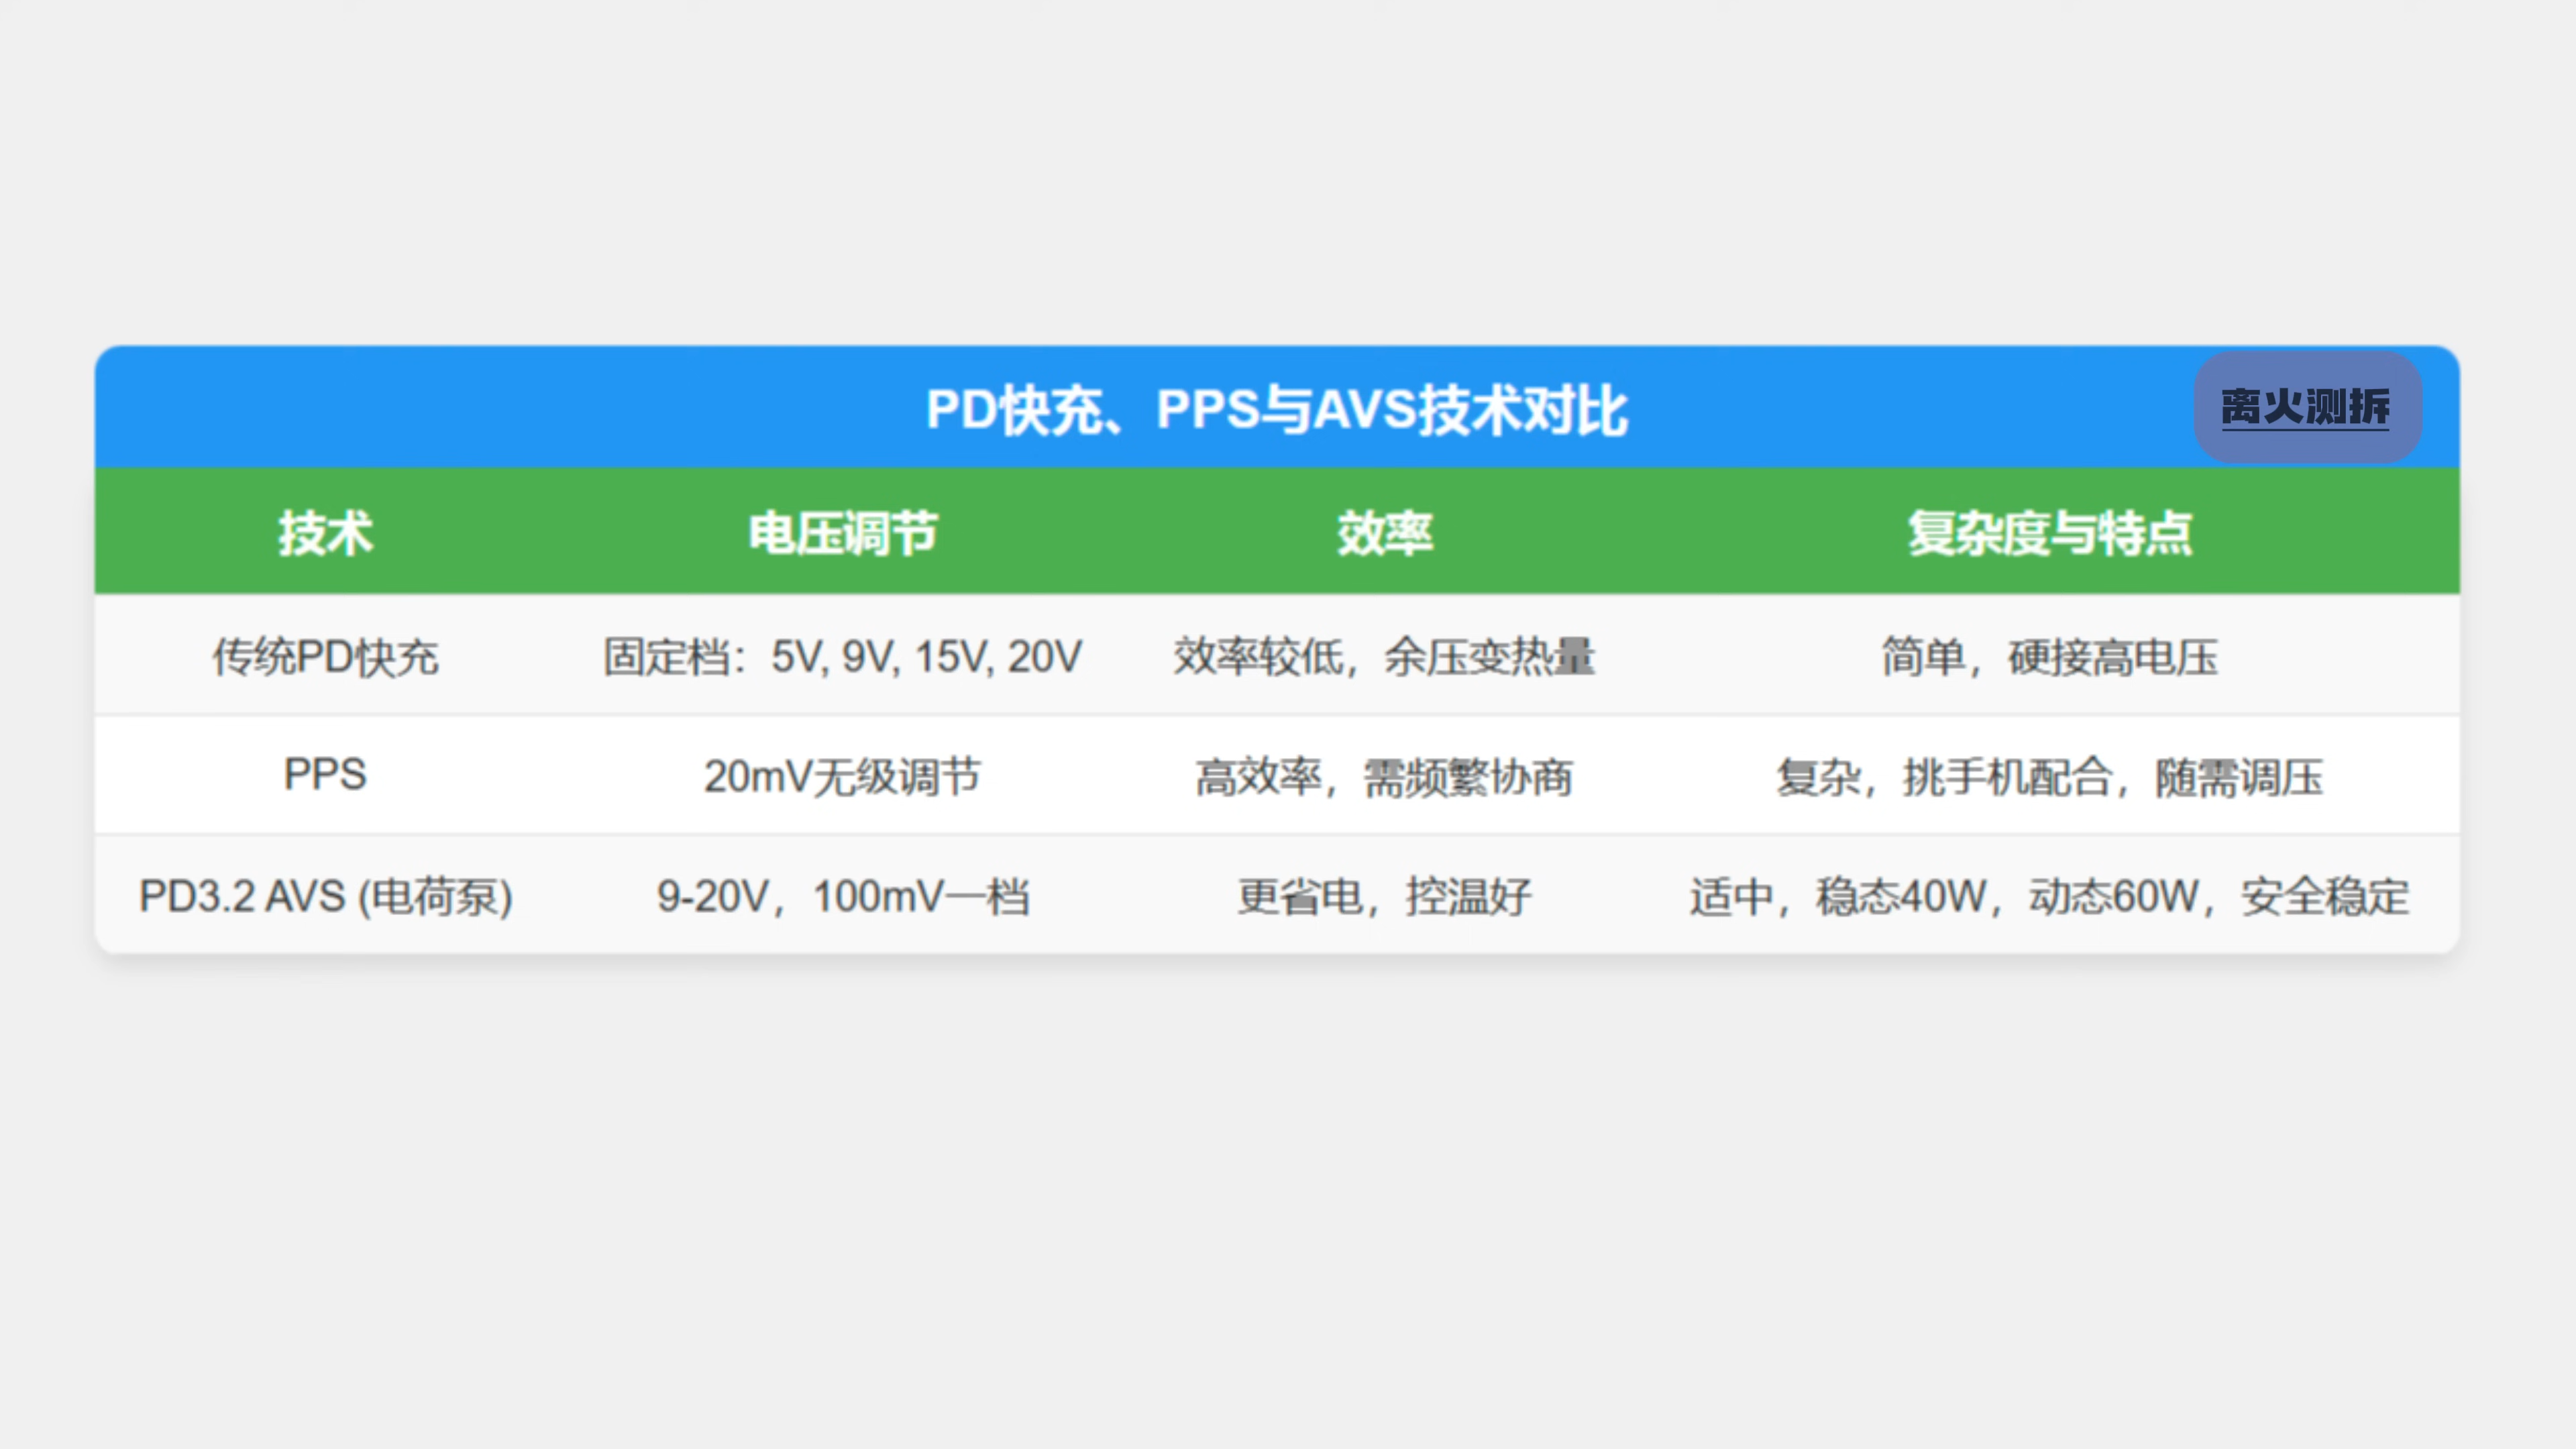 PD快充、PPS与AVS技术对比
离火测拆
技术 电压调节 效率 复杂度与特点
传统PD快充 固定档：5V, 9V, 15V, 20V 效率较低，余压变热量 简单，硬接高电压
PPS 20mV无级调节 高效率，需频繁协商 复杂，挑手机配合，随需调压
PD3.2 AVS (电荷泵) 9-20V，100mV一档 更省电，控温好 适中，稳态40W，动态60W，安全稳定